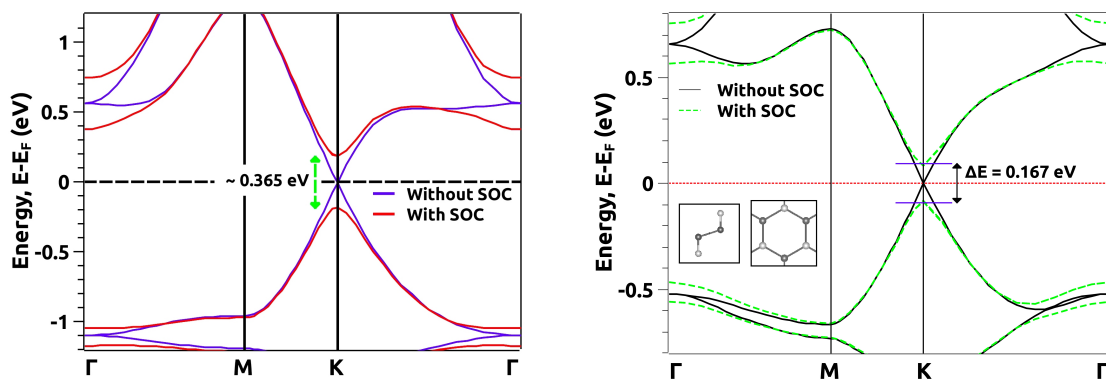 1
0.5
0
-0.5
-1
Energy, E-E_F (eV)
~ 0.365 eV
Without SOC
With SOC
Γ M K Γ
0.5
0
-0.5
Energy, E-E_F (eV)
Without SOC
With SOC
ΔE = 0.167 eV
Γ M K Γ